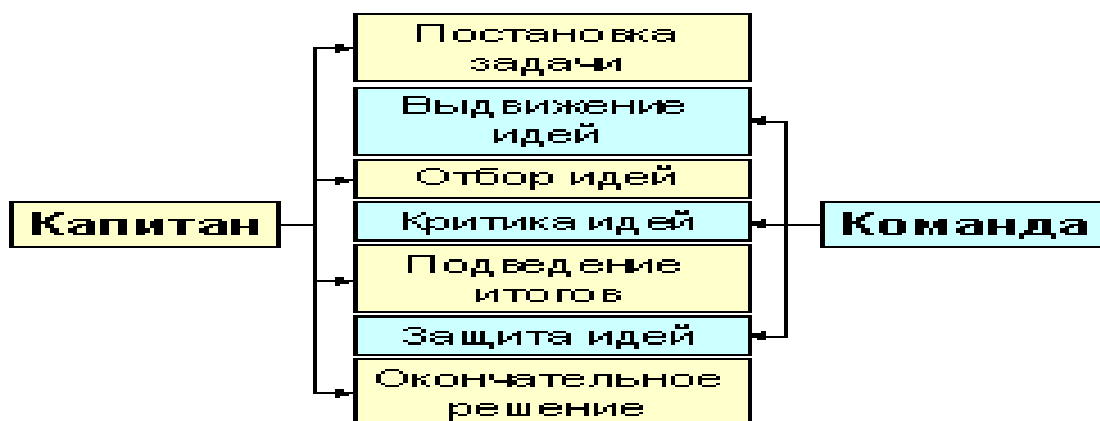 Постановка
задачи
Выдвижение
идей
Отбор идей
Капитан
Критика идей
Команда
Подведение
итогов
Защита идей
Окончательное
решение